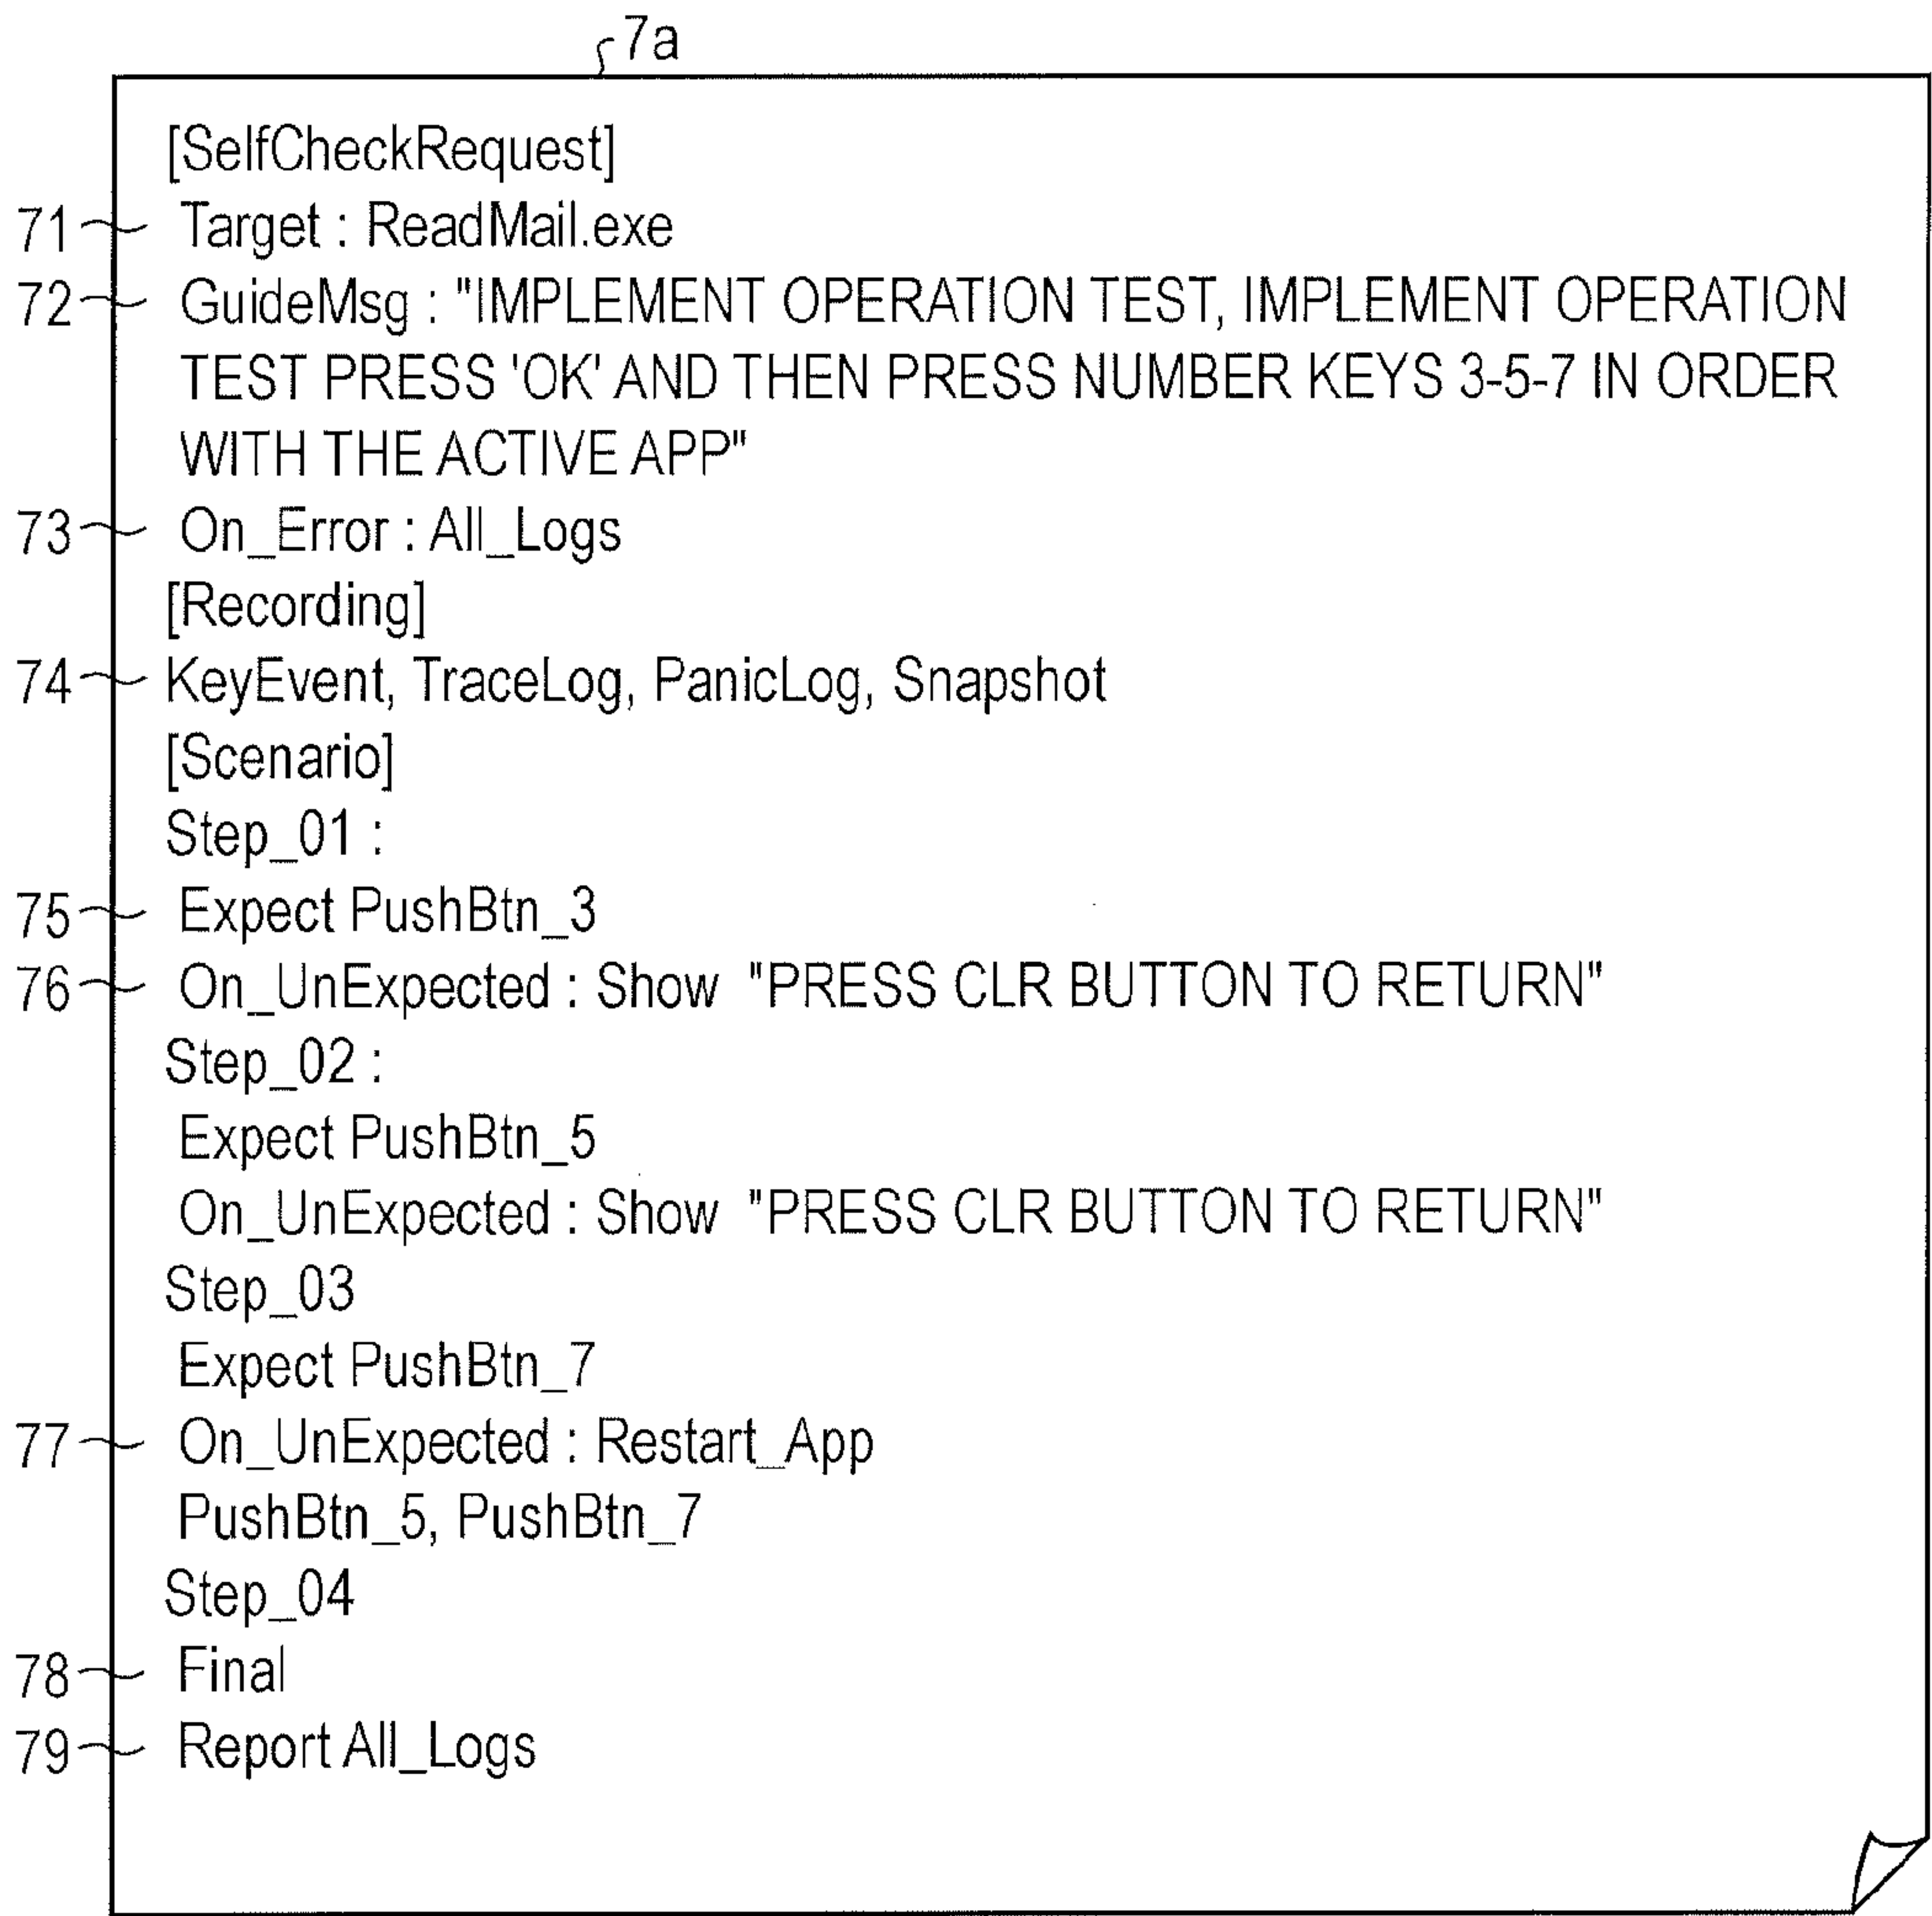 7a
[SelfCheckRequest]
71 Target : ReadMail.exe
72 GuideMsg : "IMPLEMENT OPERATION TEST, IMPLEMENT OPERATION
TEST PRESS 'OK' AND THEN PRESS NUMBER KEYS 3-5-7 IN ORDER
WITH THE ACTIVE APP"
73 On_Error : All_Logs
[Recording]
74 KeyEvent, TraceLog, PanicLog, Snapshot
[Scenario]
Step_01 :
75 Expect PushBtn_3
76 On_UnExpected : Show "PRESS CLR BUTTON TO RETURN"
Step_02 :
Expect PushBtn_5
On_UnExpected : Show "PRESS CLR BUTTON TO RETURN"
Step_03
Expect PushBtn_7
77 On_UnExpected : Restart_App
PushBtn_5, PushBtn_7
Step_04
78 Final
79 Report All_Logs